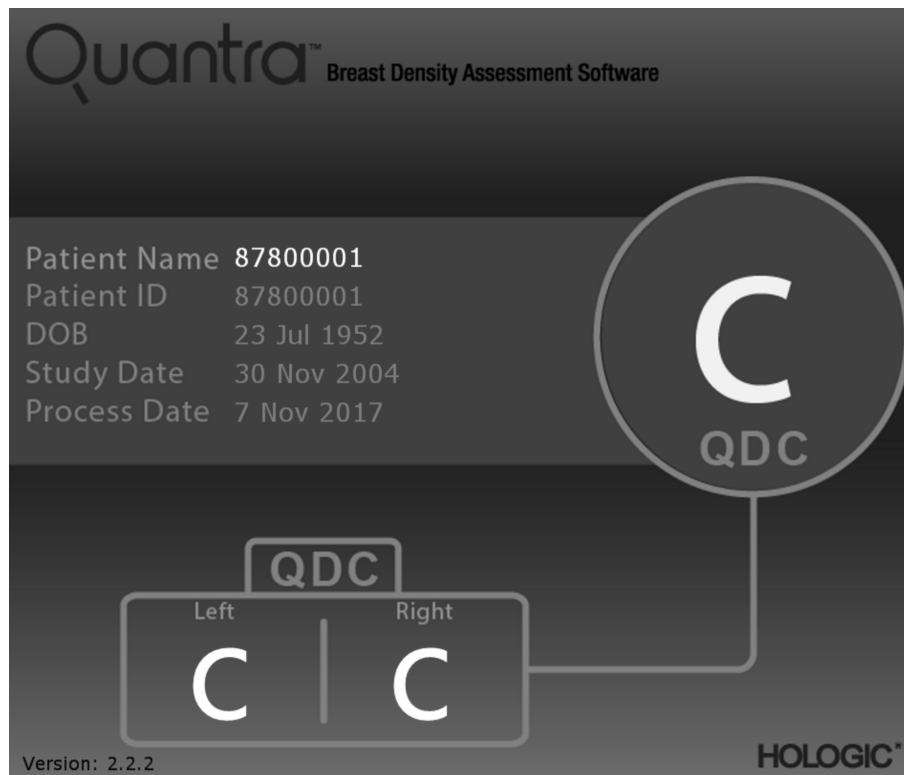 Quantra™ Breast Density Assessment Software
Patient Name 87800001
Patient ID 87800001
DOB 23 Jul 1952
Study Date 30 Nov 2004
Process Date 7 Nov 2017
C
QDC
QDC
Left Right
C C
Version: 2.2.2
HOLOGIC®